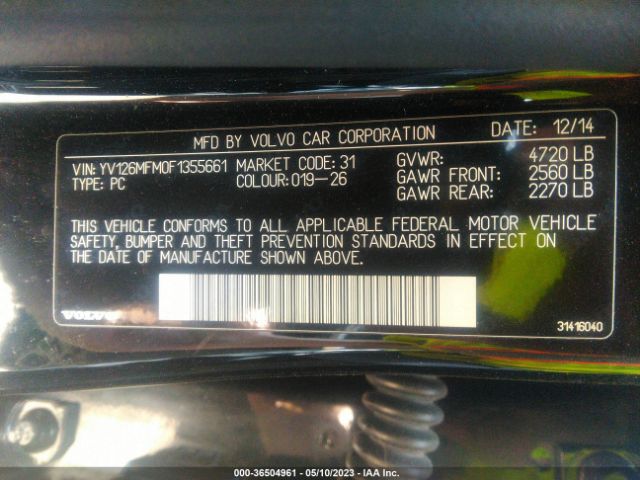 MFD BY VOLVO CAR CORPORATION DATE: 12/14
VIN: YV126MFM0F1355661 MARKET CODE: 31 GVWR: 4720 LB
TYPE: PC COLOUR: 019-26 GAWR FRONT: 2560 LB
GAWR REAR: 2270 LB
THIS VEHICLE CONFORMS TO ALL APPLICABLE FEDERAL MOTOR VEHICLE
SAFETY, BUMPER AND THEFT PREVENTION STANDARDS IN EFFECT ON
THE DATE OF MANUFACTURE SHOWN ABOVE.
VOLVO
31416040
000-36504961 - 05/10/2023 - IAA Inc.